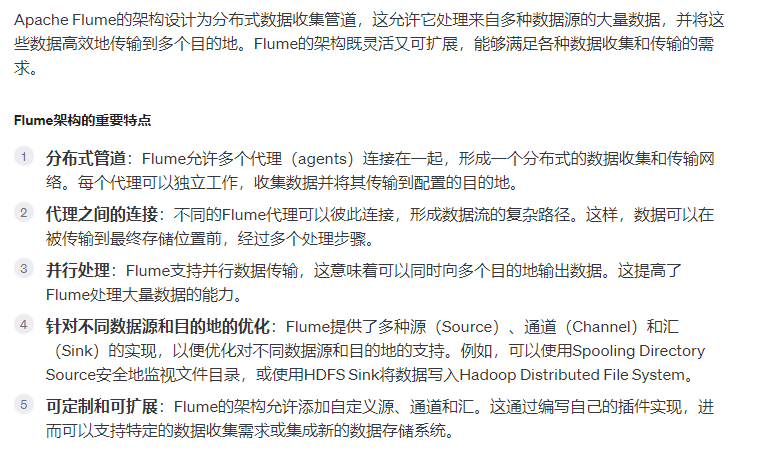 Apache Flume的架构设计为分布式数据收集管道，这允许它处理来自多种数据源的大量数据，并将这
些数据高效地传输到多个目的地。Flume的架构既灵活又可扩展，能够满足各种数据收集和传输的需
求。
Flume架构的重要特点
1 分布式管道：Flume允许多个代理（agents）连接在一起，形成一个分布式的数据收集和传输网
络。每个代理可以独立工作，收集数据并将其传输到配置的目的地。
2 代理之间的连接：不同的Flume代理可以彼此连接，形成数据流的复杂路径。这样，数据可以在
被传输到最终存储位置前，经过多个处理步骤。
3 并行处理：Flume支持并行数据传输，这意味着可以同时向多个目的地输出数据。这提高了
Flume处理大量数据的能力。
4 针对不同数据源和目的地的优化：Flume提供了多种源（Source）、通道（Channel）和汇
（Sink）的实现，以便优化对不同数据源和目的地的支持。例如，可以使用Spooling Directory
Source安全地监视文件目录，或使用HDFS Sink将数据写入Hadoop Distributed File System。
5 可定制和可扩展：Flume的架构允许添加自定义源、通道和汇。这通过编写自己的插件实现，进
而可以支持特定的数据收集需求或集成新的数据存储系统。